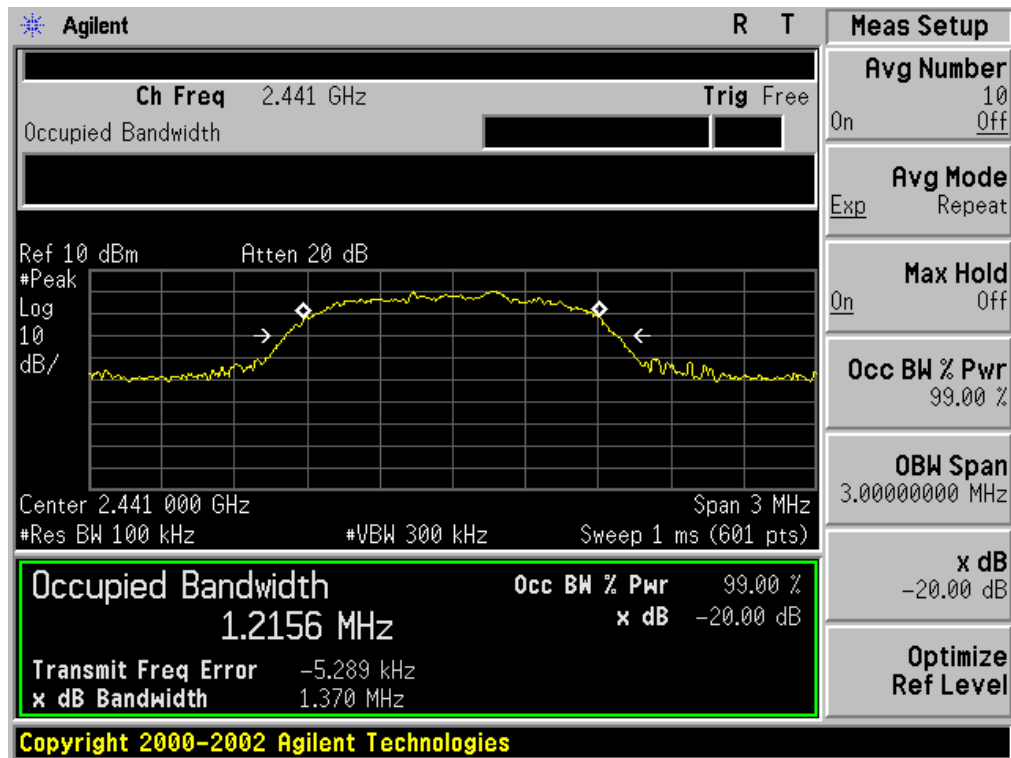 Agilent R T
Ch Freq 2.441 GHz Trig Free
Occupied Bandwidth
Ref 10 dBm Atten 20 dB
#Peak
Log
10
dB/
Center 2.441 000 GHz Span 3 MHz
#Res BW 100 kHz #VBW 300 kHz Sweep 1 ms (601 pts)
Occupied Bandwidth
1.2156 MHz
Occ BW % Pwr 99.00 %
x dB -20.00 dB
Transmit Freq Error -5.289 kHz
x dB Bandwidth 1.370 MHz
Copyright 2000-2002 Agilent Technologies
Meas Setup
Avg Number
10
On Off
Avg Mode
Exp Repeat
Max Hold
On Off
Occ BW % Pwr
99.00 %
OBW Span
3.00000000 MHz
x dB
-20.00 dB
Optimize
Ref Level